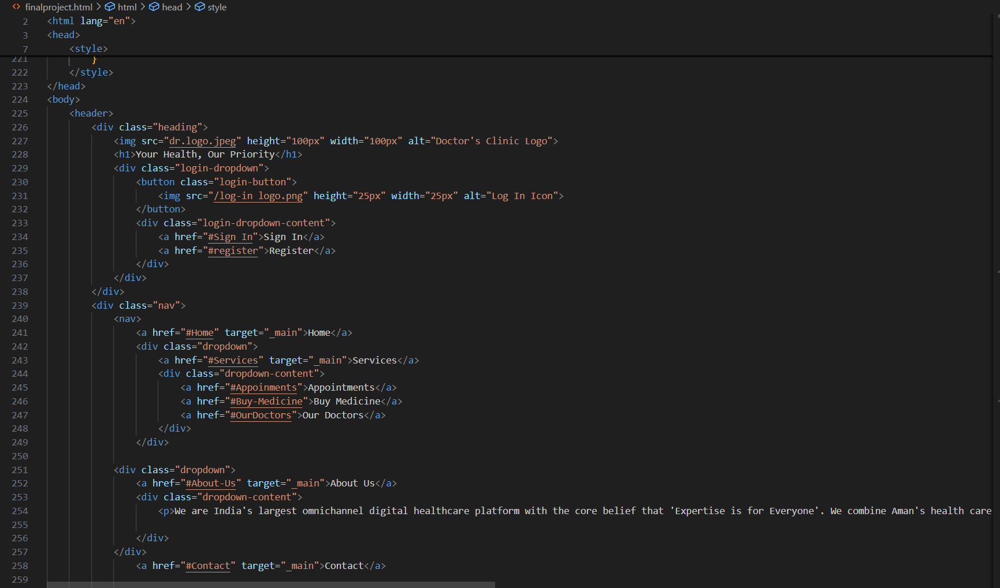 finalproject.html > html > head > style
2 <html lang="en">
3 <head>
7 <style>
221 }
222 </style>
223 </head>
224 <body>
225 <header>
226 <div class="heading">
227 <img src="dr.logo.jpeg" height="100px" width="100px" alt="Doctor's Clinic Logo">
228 <h1>Your Health, Our Priority</h1>
229 <div class="login-dropdown">
230 <button class="login-button">
231 <img src="/log-in logo.png" height="25px" width="25px" alt="Log In Icon">
232 </button>
233 <div class="login-dropdown-content">
234 <a href="#Sign In">Sign In</a>
235 <a href="#register">Register</a>
236 </div>
237 </div>
238 </div>
239 <div class="nav">
240 <nav>
241 <a href="#Home" target="_main">Home</a>
242 <div class="dropdown">
243 <a href="#Services" target="_main">Services</a>
244 <div class="dropdown-content">
245 <a href="#Appoinments">Appointments</a>
246 <a href="#Buy-Medicine">Buy Medicine</a>
247 <a href="#OurDoctors">Our Doctors</a>
248 </div>
249 </div>
250
251 <div class="dropdown">
252 <a href="#About-Us" target="_main">About Us</a>
253 <div class="dropdown-content">
254 <p>We are India's largest omnichannel digital healthcare platform with the core belief that 'Expertise is for Everyone'. We combine Aman's health care
255
256 </div>
257 </div>
258 <a href="#Contact" target="_main">Contact</a>
259